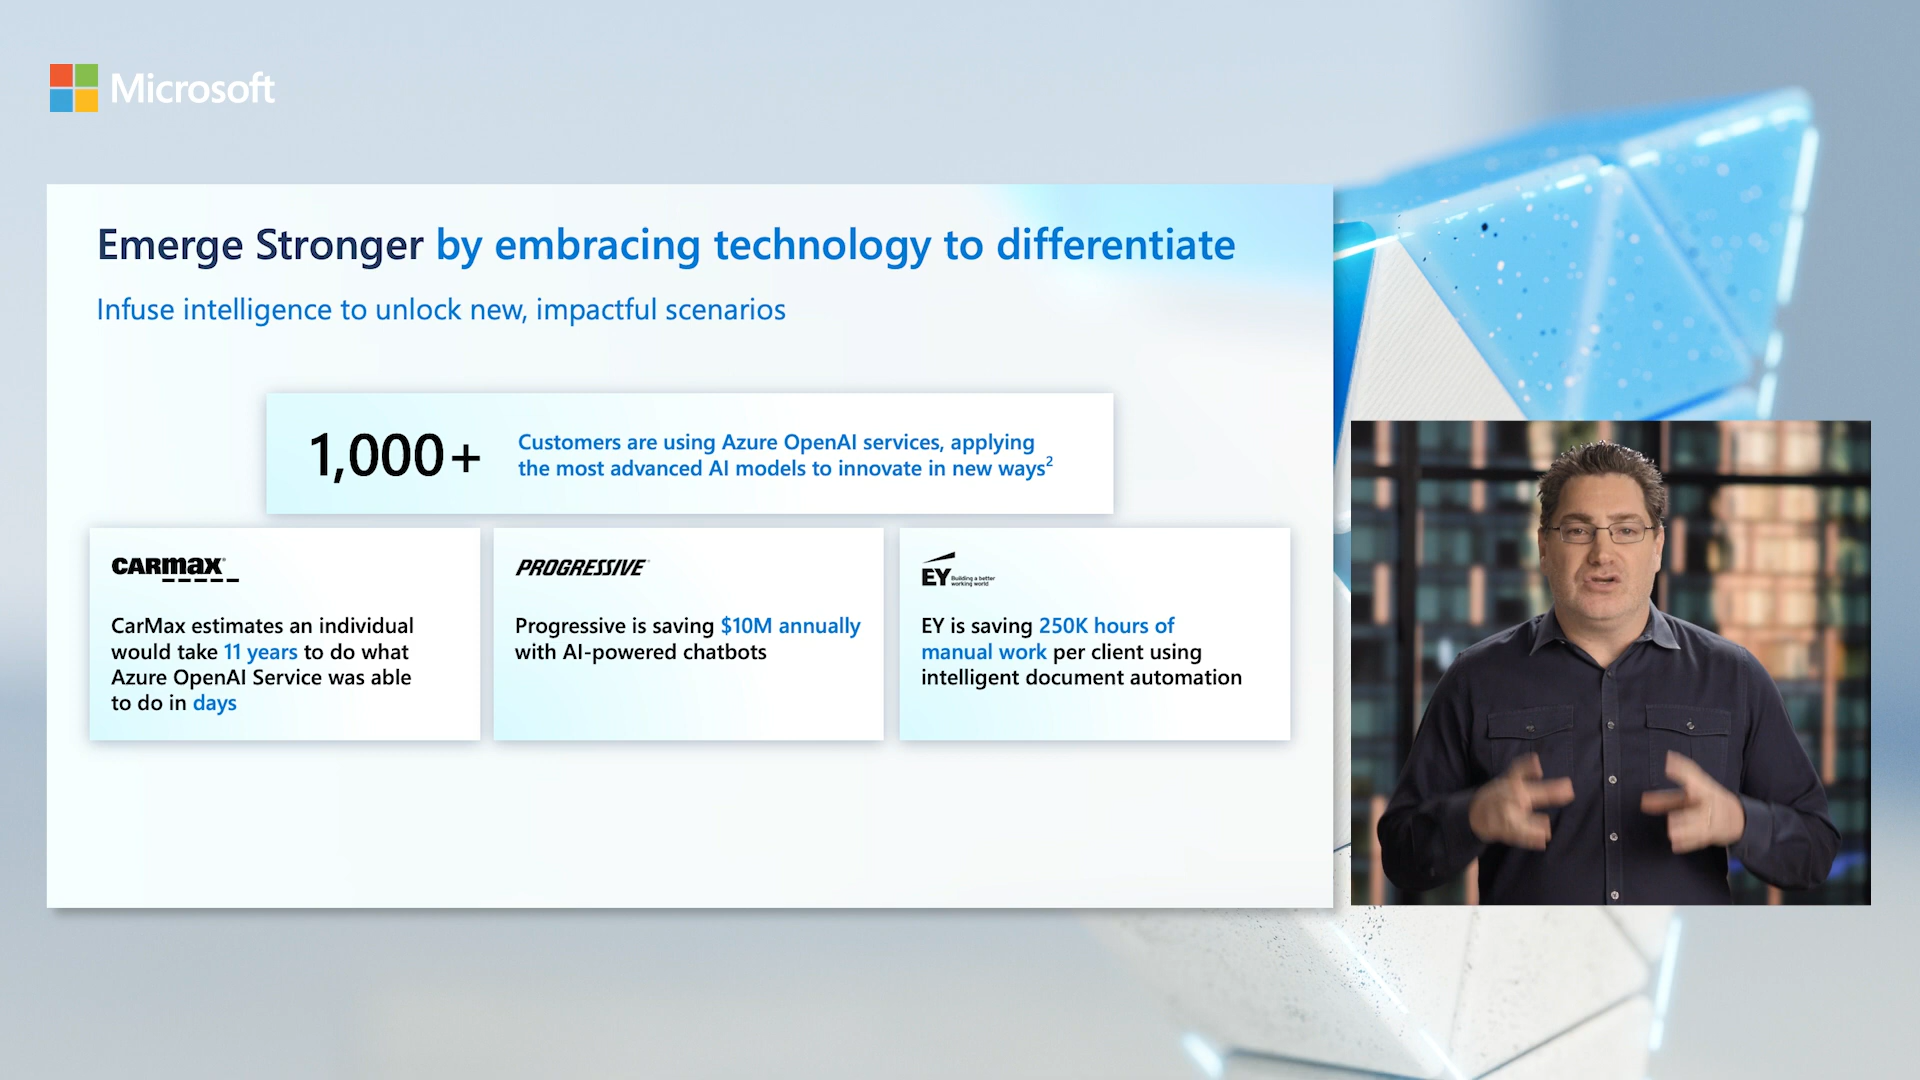 Microsoft
Emerge Stronger by embracing technology to differentiate
Infuse intelligence to unlock new, impactful scenarios
1,000+
Customers are using Azure OpenAI services, applying
the most advanced AI models to innovate in new ways²
CARMAX
CarMax estimates an individual
would take 11 years to do what
Azure OpenAI Service was able
to do in days
PROGRESSIVE
Progressive is saving $10M annually
with AI-powered chatbots
EY Building a better
working world
EY is saving 250K hours of
manual work per client using
intelligent document automation